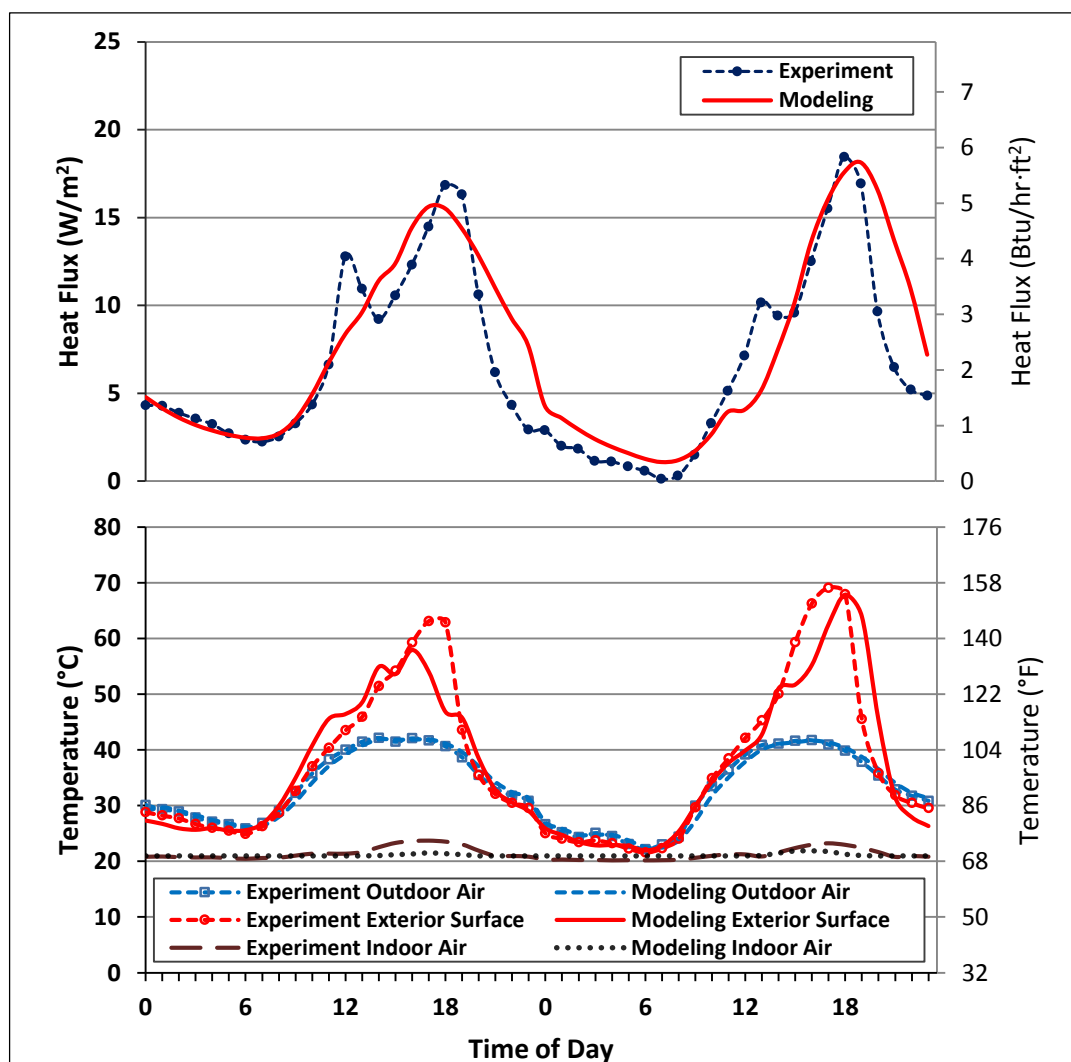 25
20
15
10
5
0
Heat Flux (W/m²)
Experiment
Modeling
7
6
5
4
3
2
1
0
Heat Flux (Btu/hr·ft²)
80
70
60
50
40
30
20
10
0
Temperature (°C)
176
158
140
122
104
86
68
50
32
Temerature (°F)
Experiment Outdoor Air
Modeling Outdoor Air
Experiment Exterior Surface
Modeling Exterior Surface
Experiment Indoor Air
Modeling Indoor Air
0 6 12 18 0 6 12 18
Time of Day